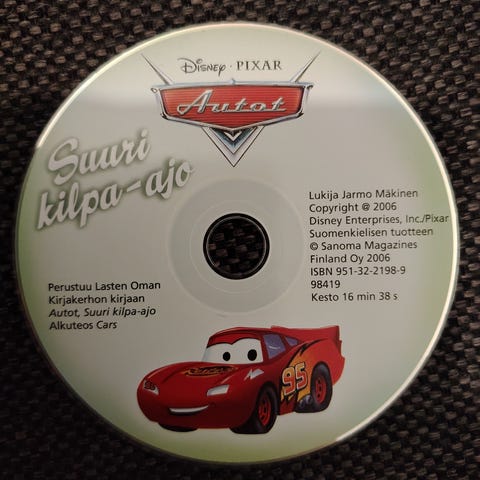 Disney · PIXAR
Autot
Suuri
kilpa-ajo
Lukija Jarmo Mäkinen
Copyright @ 2006
Disney Enterprises, Inc./Pixar
Suomenkielisen tuotteen
© Sanoma Magazines
Finland Oy 2006
ISBN 951-32-2198-9
98419
Kesto 16 min 38 s
Perustuu Lasten Oman
Kirjakerhon kirjaan
Autot, Suuri kilpa-ajo
Alkuteos Cars
95